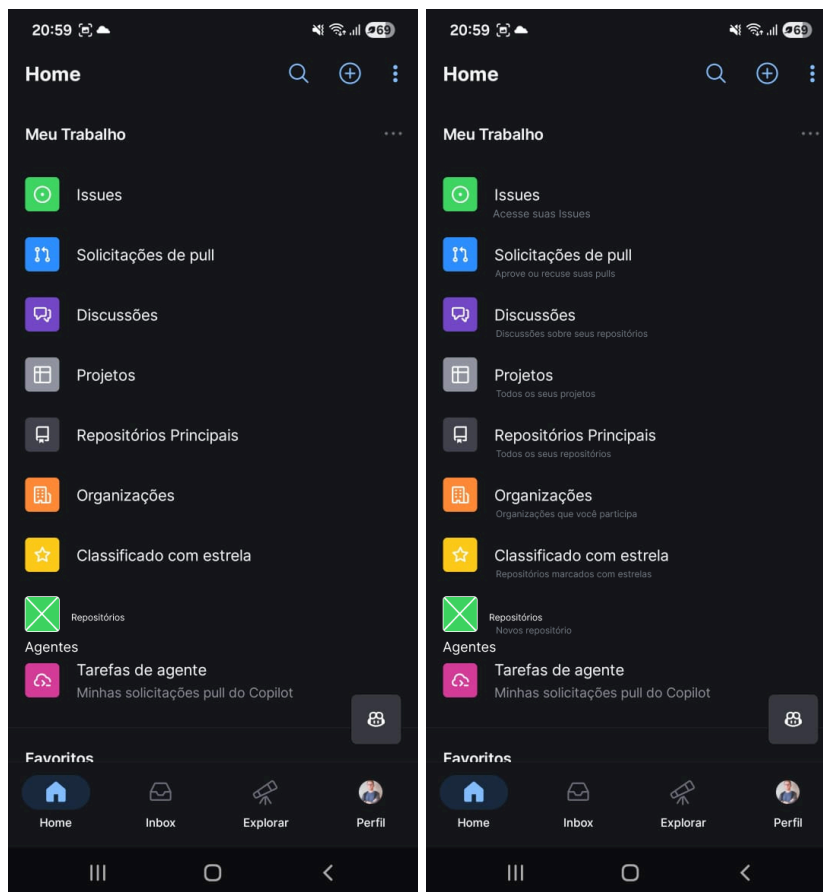 20:59
69
Home
Meu Trabalho
Issues
Solicitações de pull
Discussões
Projetos
Repositórios Principais
Organizações
Classificado com estrela
Repositórios
Agentes
Tarefas de agente
Minhas solicitações pull do Copilot
Favoritos
Home
Inbox
Explorar
Perfil
20:59
69
Home
Meu Trabalho
Issues
Acesse suas Issues
Solicitações de pull
Aprove ou recuse suas pulls
Discussões
Discussões sobre seus repositórios
Projetos
Todos os seus projetos
Repositórios Principais
Todos os seus repositórios
Organizações
Organizações que você participa
Classificado com estrela
Repositórios marcados com estrelas
Repositórios
Novos repositório
Agentes
Tarefas de agente
Minhas solicitações pull do Copilot
Favoritos
Home
Inbox
Explorar
Perfil